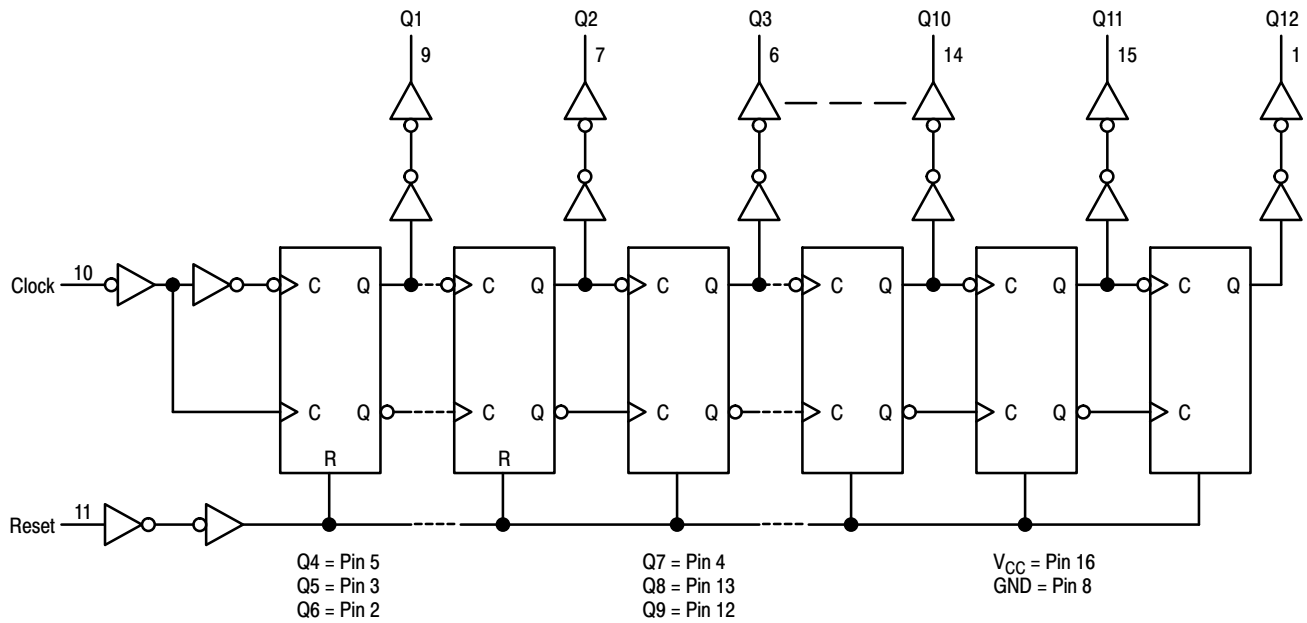 Q1 Q2 Q3 Q10 Q11 Q12
9 7 6 14 15 1
Clock 10 C Q C Q C Q C Q C Q C Q
C Q C Q C Q C Q C Q C
R R
Reset 11
Q4 = Pin 5
Q5 = Pin 3
Q6 = Pin 2
Q7 = Pin 4
Q8 = Pin 13
Q9 = Pin 12
VCC = Pin 16
GND = Pin 8